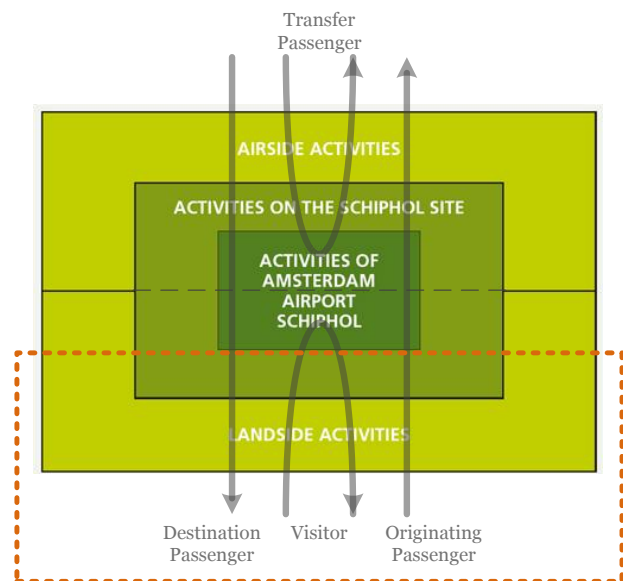 Transfer
Passenger
AIRSIDE ACTIVITIES
ACTIVITIES ON THE SCHIPHOL SITE
ACTIVITIES OF
AMSTERDAM
AIRPORT
SCHIPHOL
LANDSIDE ACTIVITIES
Destination
Passenger
Visitor
Originating
Passenger